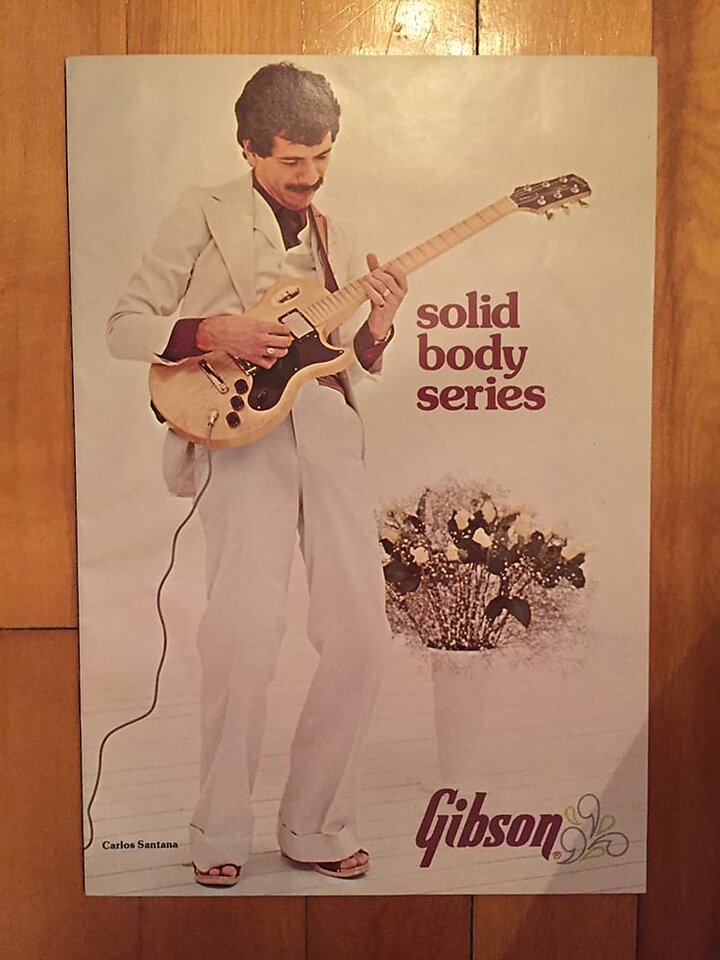 solid
body
series
Gibson®
Carlos Santana